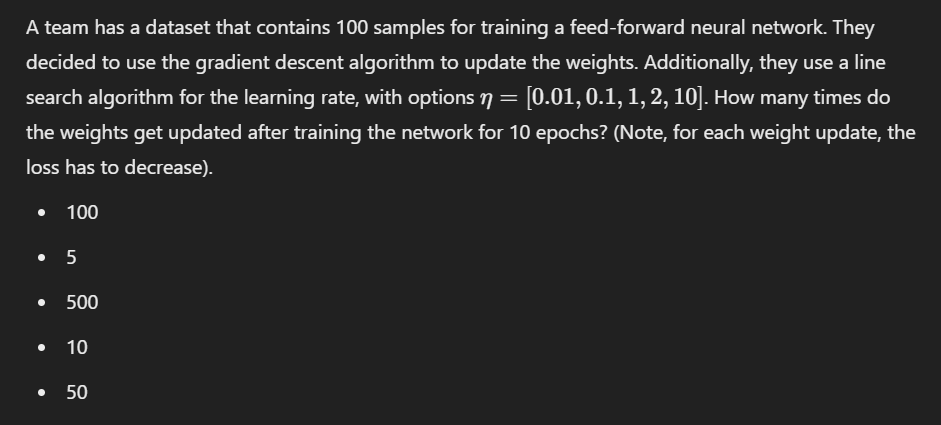 A team has a dataset that contains 100 samples for training a feed-forward neural network. They
decided to use the gradient descent algorithm to update the weights. Additionally, they use a line
search algorithm for the learning rate, with options η = [0.01, 0.1, 1, 2, 10]. How many times do
the weights get updated after training the network for 10 epochs? (Note, for each weight update, the
loss has to decrease).
• 100
• 5
• 500
• 10
• 50